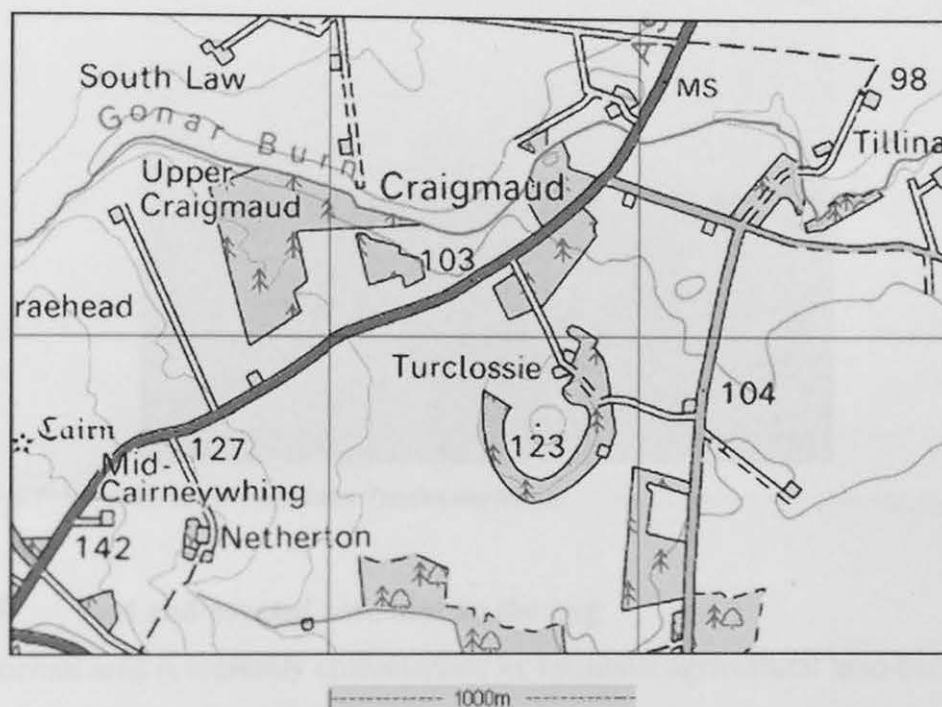 South Law
Gonar Burn
Upper
Craigmaud
Craigmaud
103
MS
98
Tillina
raehead
Turclossie
104
123
Cairn
127
Mid-
Cairneywhing
142
Netherton
1000m